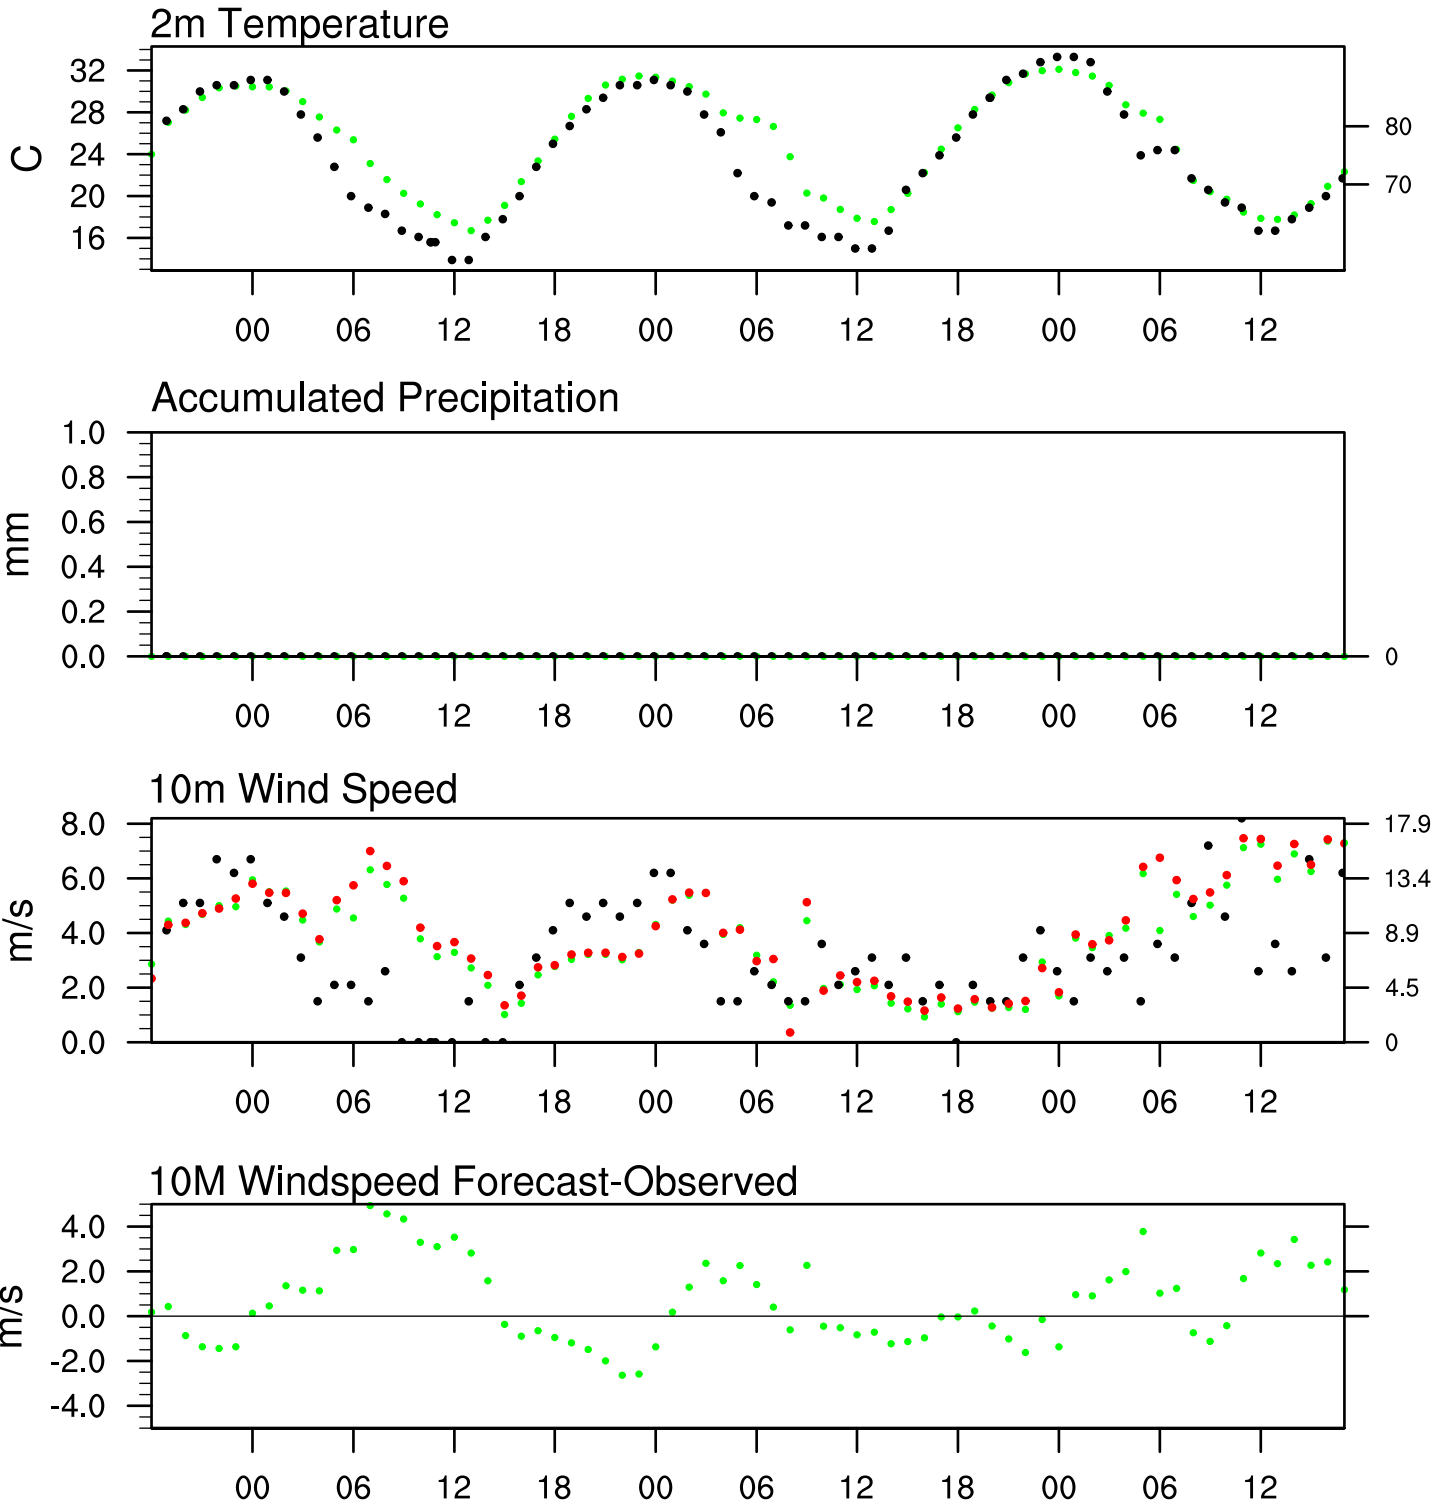 2m Temperature
32
28
24
20
16
C
80
70
00 06 12 18 00 06 12 18 00 06 12
Accumulated Precipitation
1.0
0.8
0.6
0.4
0.2
0.0
mm
0
00 06 12 18 00 06 12 18 00 06 12
10m Wind Speed
8.0 17.9
6.0 13.4
4.0 8.9
2.0 4.5
0.0 0
m/s
00 06 12 18 00 06 12 18 00 06 12
10M Windspeed Forecast-Observed
4.0
2.0
0.0
-2.0
-4.0
m/s
00 06 12 18 00 06 12 18 00 06 12